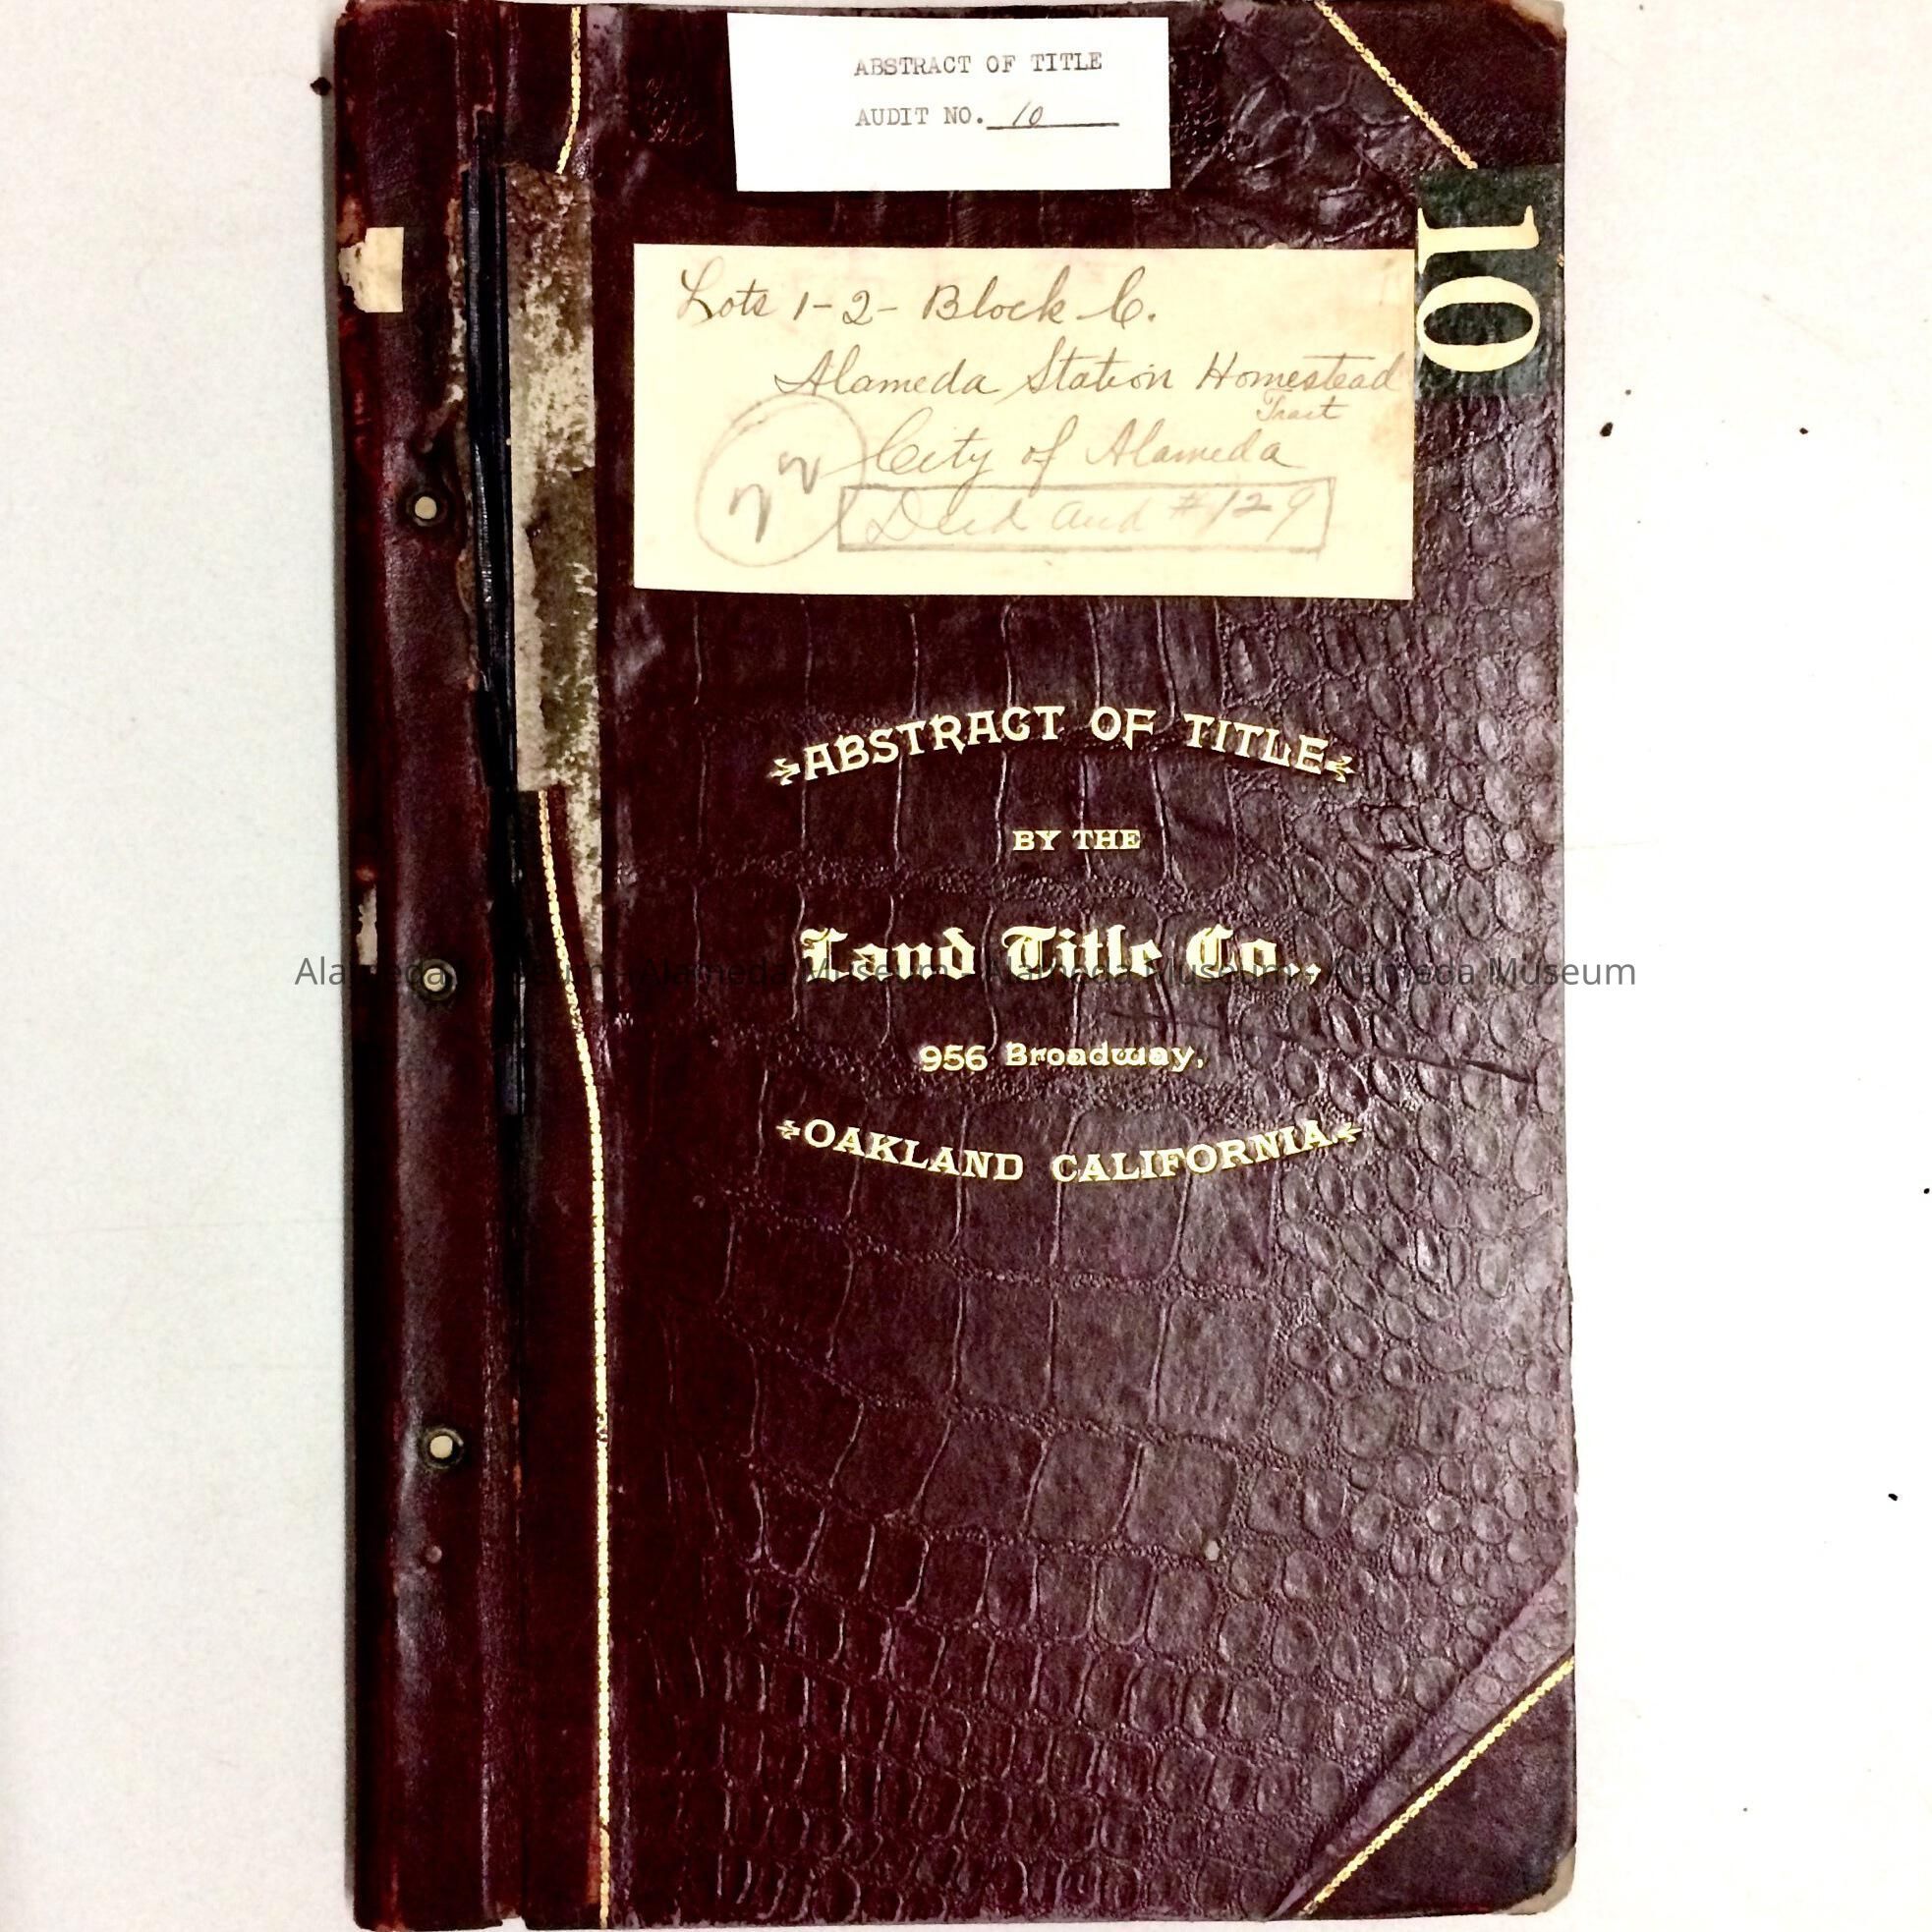 ABSTRACT OF TITLE
AUDIT NO. 10
10
Lots 1-2- Block C.
Alameda Station Homestead
Tract
City of Alameda
Deed Aud #129
ABSTRACT OF TITLE
BY THE
Land Title Co.,
956 Broadway,
OAKLAND CALIFORNIA.
Alameda Museum - Alameda Museum - Alameda Museum - Alameda Museum